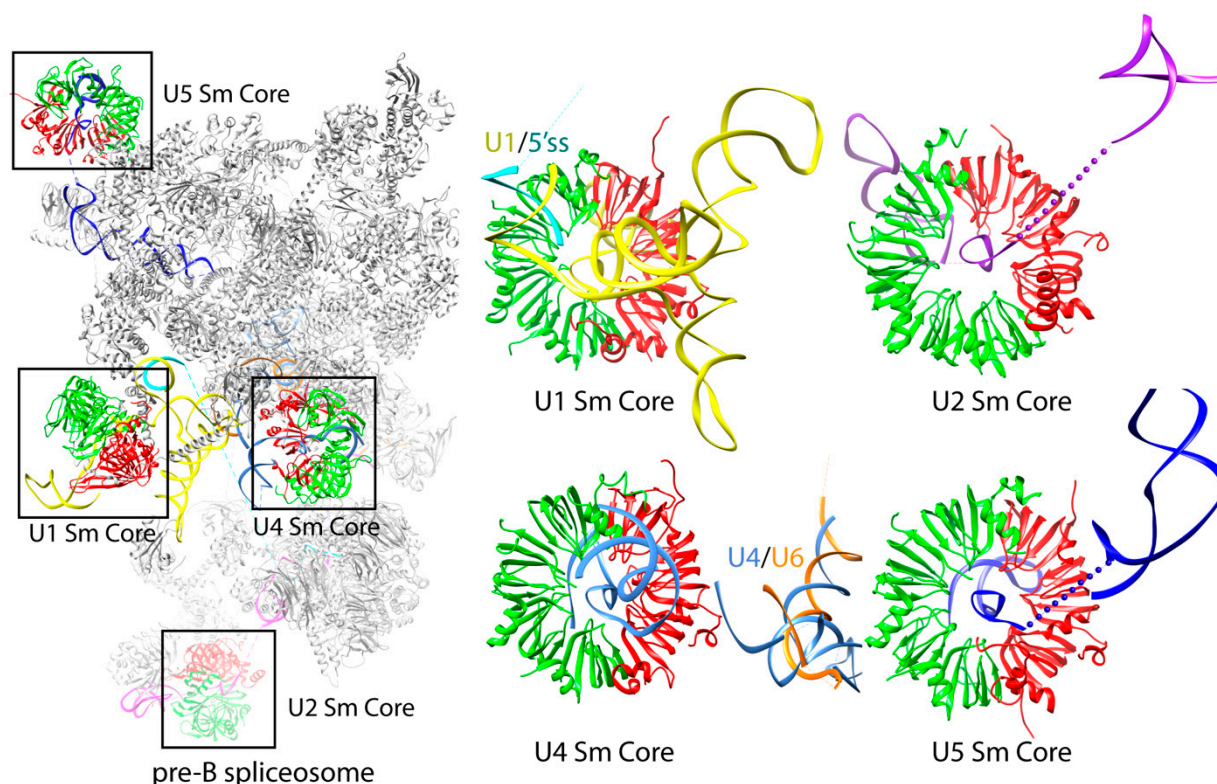 U5 Sm Core
U1 Sm Core
U4 Sm Core
U2 Sm Core
pre-B spliceosome
U1/5'ss
U1 Sm Core
U2 Sm Core
U4/U6
U4 Sm Core
U5 Sm Core